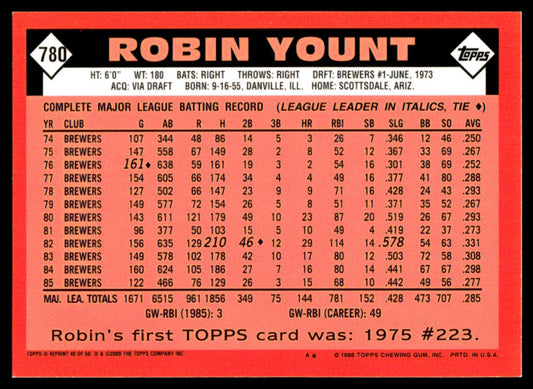 780
ROBIN YOUNT
TOPPS
HT: 6'0" WT: 180 BATS: RIGHT THROWS: RIGHT DRFT: BREWERS #1-JUNE, 1973
ACQ: VIA DRAFT BORN: 9-16-55, DANVILLE, ILL. HOME: SCOTTSDALE, ARIZ.
COMPLETE MAJOR LEAGUE BATTING RECORD (LEAGUE LEADER IN ITALICS, TIE ♦)
YR CLUB G AB R H 2B 3B HR RBI SB SLG BB SO AVG
74 BREWERS 107 344 48 86 14 5 3 26 7 .346 12 46 .250
75 BREWERS 147 558 67 149 28 2 8 52 12 .367 33 69 .267
76 BREWERS 161♦ 638 59 161 19 3 2 54 16 .301 38 69 .252
77 BREWERS 154 605 66 174 34 4 4 49 16 .377 41 80 .288
78 BREWERS 127 502 66 147 23 9 9 71 16 .428 24 43 .293
79 BREWERS 149 577 72 154 26 5 8 51 11 .371 35 52 .267
80 BREWERS 143 611 121 179 49 10 23 87 20 .519 26 67 .293
81 BREWERS 96 377 50 103 15 5 10 49 4 .419 22 37 .273
82 BREWERS 156 635 129 210 46♦ 12 29 114 14 .578 54 63 .331
83 BREWERS 149 578 102 178 42 10 17 80 12 .503 72 58 .308
84 BREWERS 160 624 105 186 27 7 16 80 14 .441 67 67 .298
85 BREWERS 122 466 76 129 26 3 15 68 10 .442 49 56 .277
MAJ. LEA. TOTALS 1671 6515 961 1856 349 75 144 781 152 .428 473 707 .285
GW-RBI (1985): 3 GW-RBI (CAREER): 49
Robin's first TOPPS card was: 1975 #223.
TOPPS ® REPRINT 40 OF 50 ® & ©2000 THE TOPPS COMPANY INC. A ✱ © 1986 TOPPS CHEWING GUM, INC. PRTD. IN U.S.A.